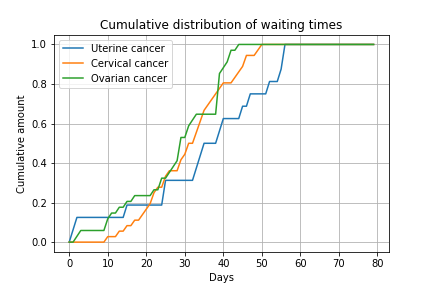 Cumulative distribution of waiting times
Uterine cancer
Cervical cancer
Ovarian cancer
Cumulative amount
1.0
0.8
0.6
0.4
0.2
0.0
0 10 20 30 40 50 60 70 80
Days